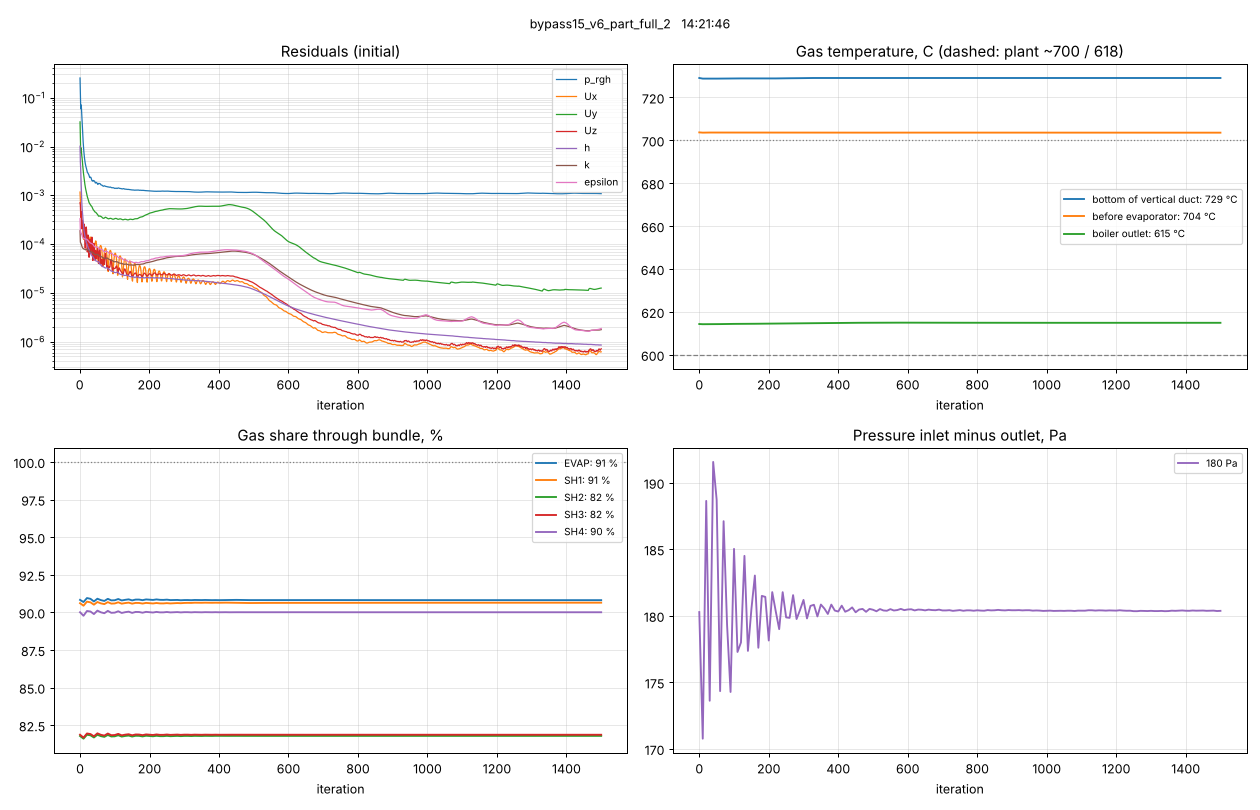 bypass15_v6_part_full_2   14:21:46
Residuals (initial)
10⁻¹
10⁻²
10⁻³
10⁻⁴
10⁻⁵
10⁻⁶
p_rgh
Ux
Uy
Uz
h
k
epsilon
0 200 400 600 800 1000 1200 1400
iteration
Gas temperature, C (dashed: plant ~700 / 618)
720
700
680
660
640
620
600
bottom of vertical duct: 729 °C
before evaporator: 704 °C
boiler outlet: 615 °C
0 200 400 600 800 1000 1200 1400
iteration
Gas share through bundle, %
100.0
97.5
95.0
92.5
90.0
87.5
85.0
82.5
EVAP: 91 %
SH1: 91 %
SH2: 82 %
SH3: 82 %
SH4: 90 %
0 200 400 600 800 1000 1200 1400
iteration
Pressure inlet minus outlet, Pa
190
185
180
175
170
180 Pa
0 200 400 600 800 1000 1200 1400
iteration